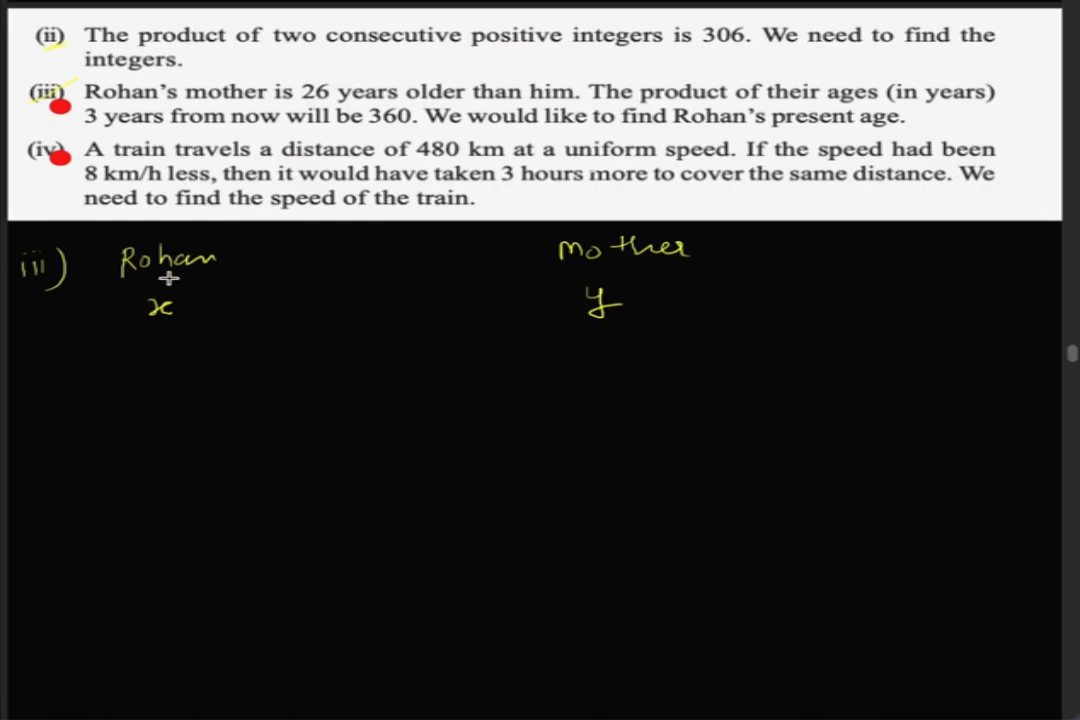 (ii) The product of two consecutive positive integers is 306. We need to find the
integers.
(iii) Rohan's mother is 26 years older than him. The product of their ages (in years)
3 years from now will be 360. We would like to find Rohan's present age.
(iv) A train travels a distance of 480 km at a uniform speed. If the speed had been
8 km/h less, then it would have taken 3 hours more to cover the same distance. We
need to find the speed of the train.
iii) Rohan Mother
x y